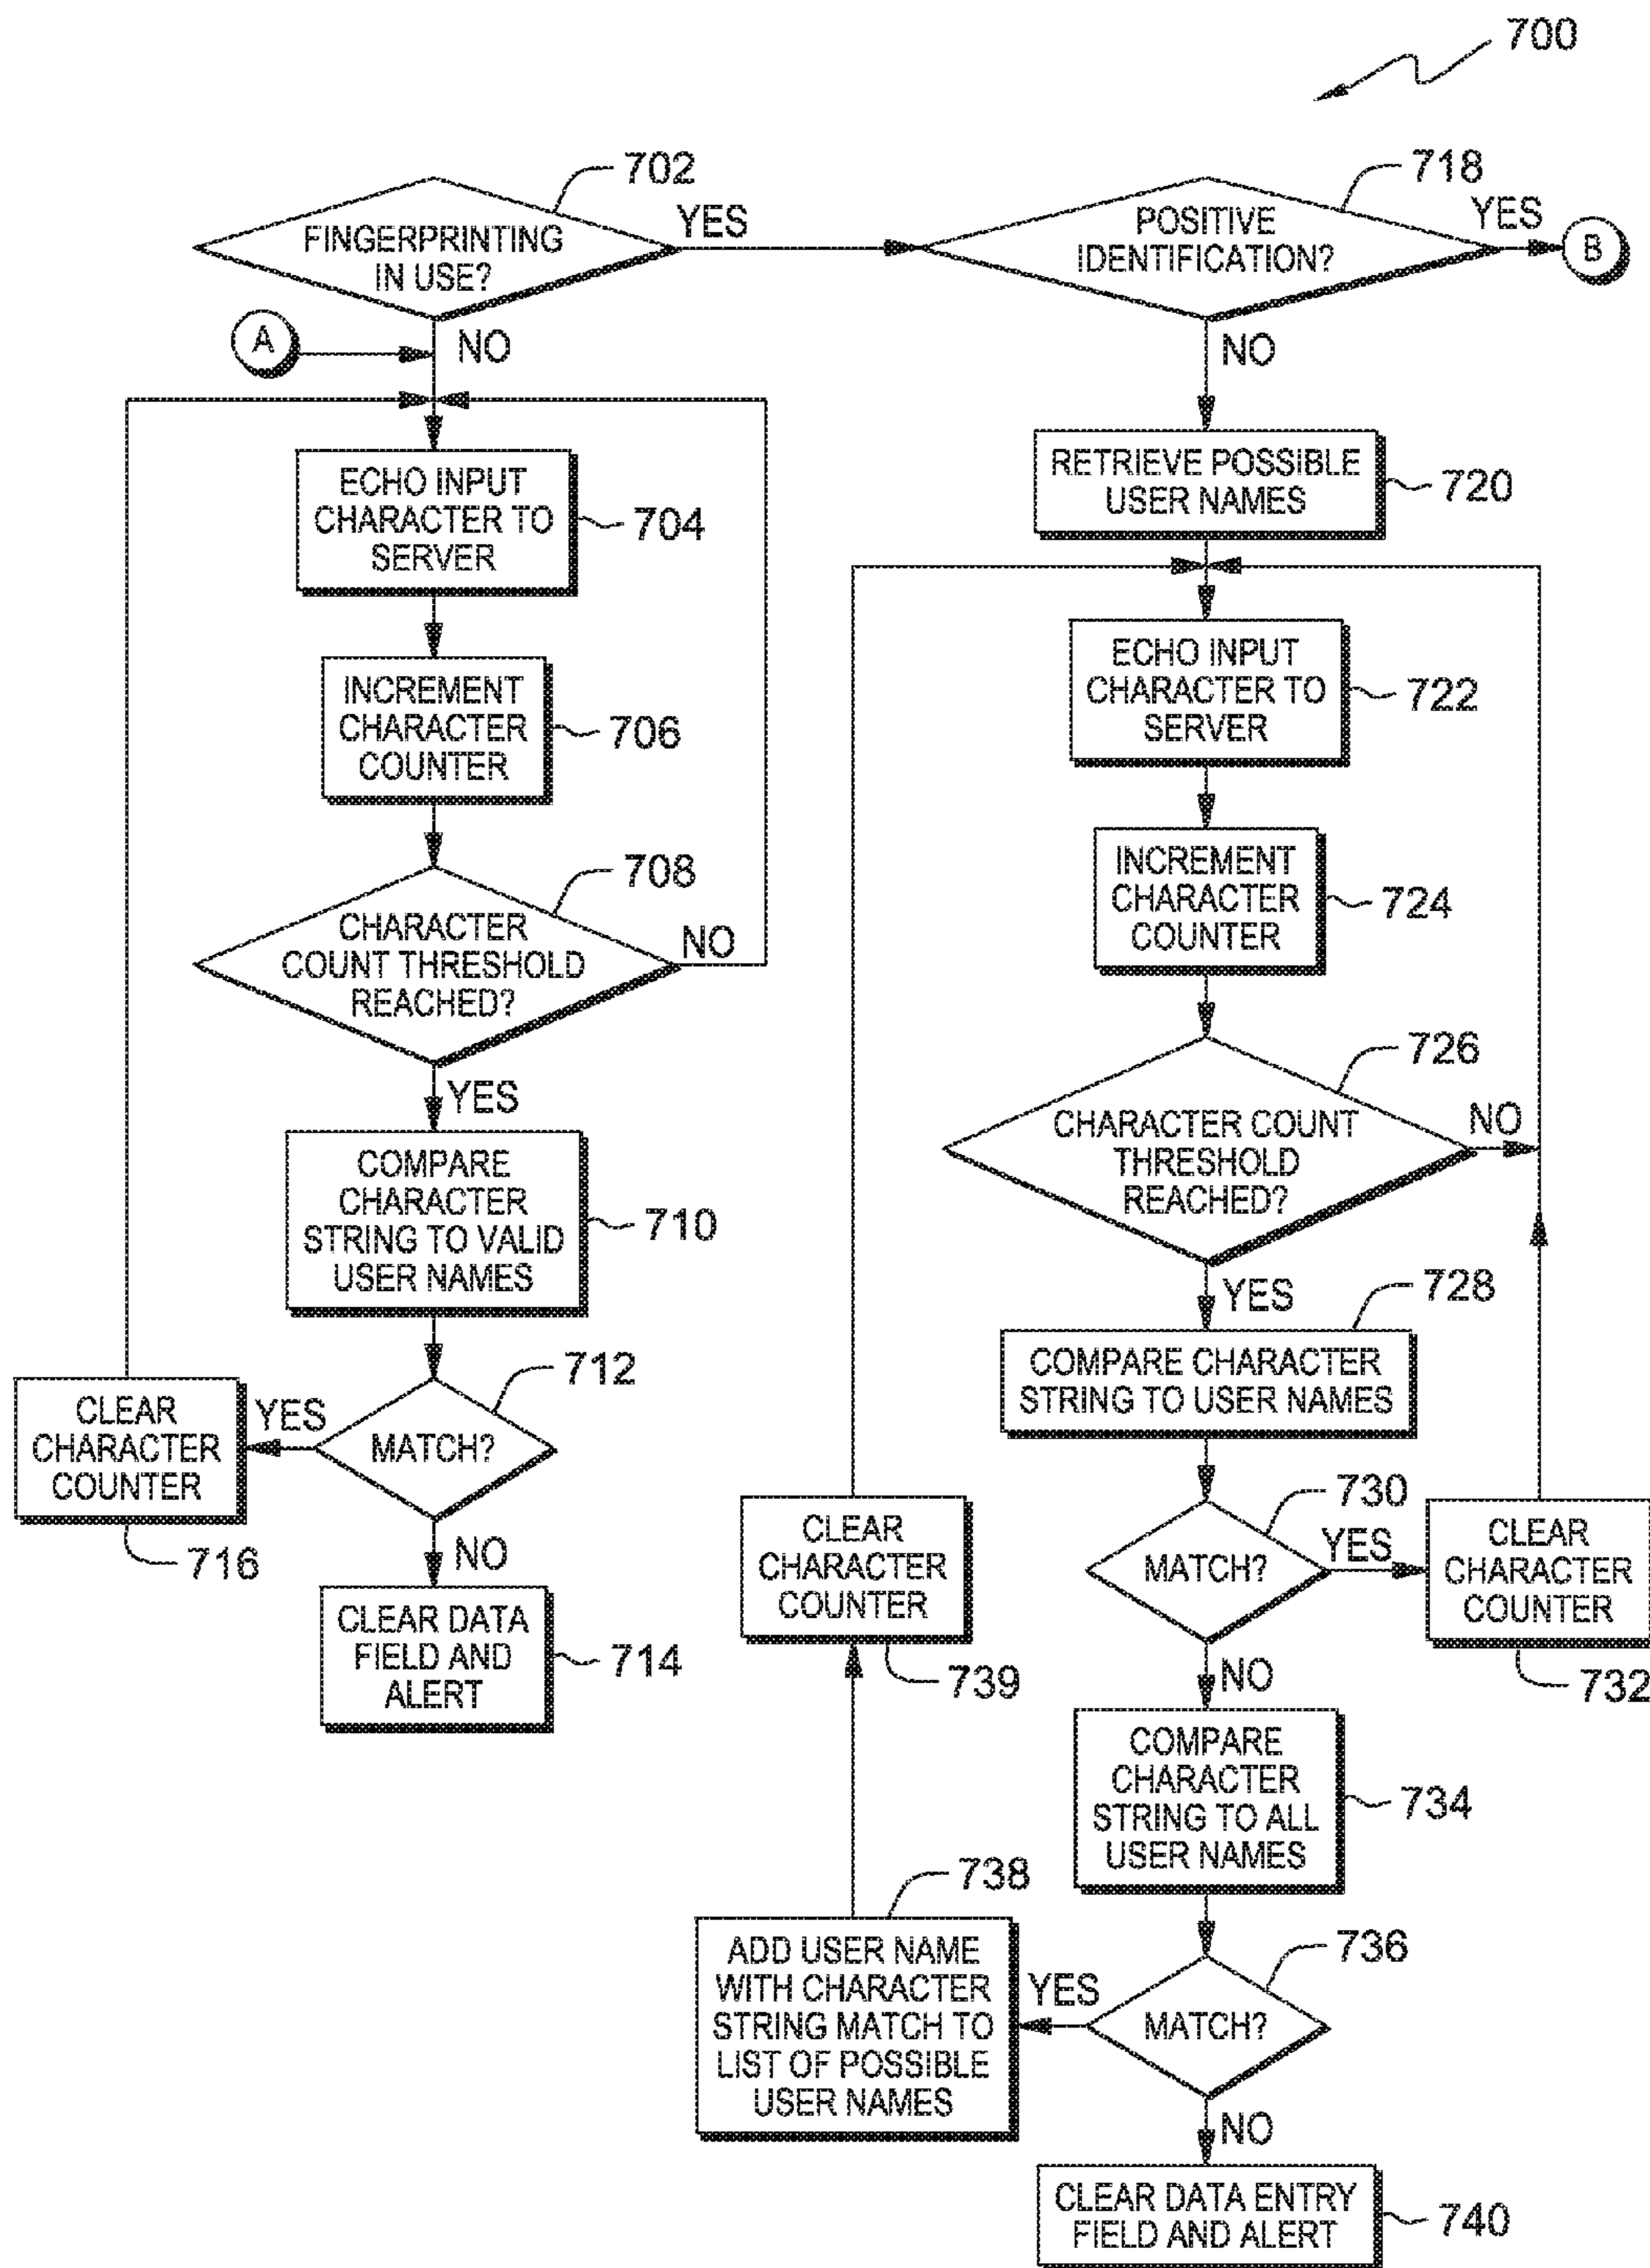 700
702
FINGERPRINTING
IN USE?
YES
718
POSITIVE
IDENTIFICATION?
YES
B
A
NO
NO
ECHO INPUT
CHARACTER TO
SERVER
704
RETRIEVE POSSIBLE
USER NAMES
720
INCREMENT
CHARACTER
COUNTER
706
ECHO INPUT
CHARACTER TO
SERVER
722
708
CHARACTER
COUNT THRESHOLD
REACHED?
NO
INCREMENT
CHARACTER
COUNTER
724
YES
726
CHARACTER COUNT
THRESHOLD
REACHED?
NO
COMPARE
CHARACTER
STRING TO VALID
USER NAMES
710
YES
728
COMPARE CHARACTER
STRING TO USER NAMES
712
MATCH?
YES
CLEAR
CHARACTER
COUNTER
716
NO
CLEAR DATA
FIELD AND
ALERT
714
730
MATCH?
YES
CLEAR
CHARACTER
COUNTER
732
CLEAR
CHARACTER
COUNTER
739
NO
COMPARE
CHARACTER
STRING TO ALL
USER NAMES
734
738
ADD USER NAME
WITH CHARACTER
STRING MATCH TO
LIST OF POSSIBLE
USER NAMES
YES
736
MATCH?
NO
CLEAR DATA ENTRY
FIELD AND ALERT
740